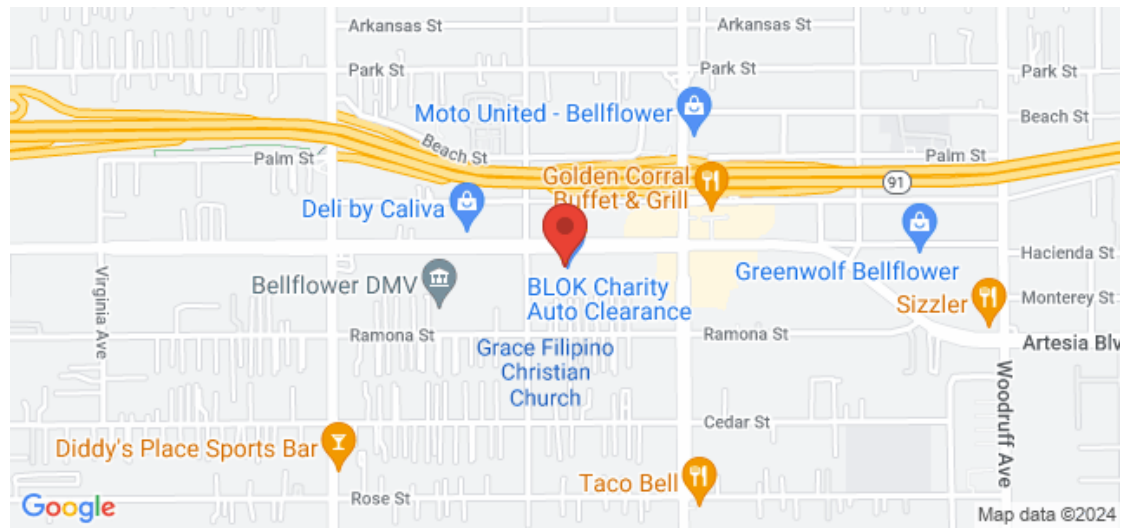 Arkansas St
Arkansas St
Park St
Park St
Park St
Moto United - Bellflower
Beach St
Beach St
Palm St
Palm St
Golden Corral
Buffet & Grill
91
Deli by Caliva
Hacienda St
Bellflower DMV
BLOK Charity
Auto Clearance
Greenwolf Bellflower
Virginia Ave
Sizzler
Monterey St
Ramona St
Ramona St
Artesia Blv
Grace Filipino
Christian
Church
Woodruff Ave
Cedar St
Diddy's Place Sports Bar
Taco Bell
Rose St
Google
Map data ©2024